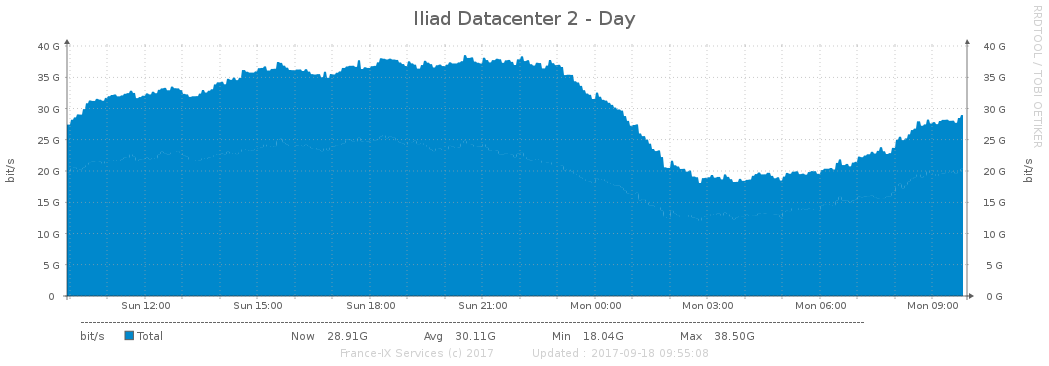 Iliad Datacenter 2 - Day
RRDTOOL / TOBI OETIKER
bit/s
bit/s
40 G 40 G
35 G 35 G
30 G 30 G
25 G 25 G
20 G 20 G
15 G 15 G
10 G 10 G
5 G 5 G
0 0 G
Sun 12:00 Sun 15:00 Sun 18:00 Sun 21:00 Mon 00:00 Mon 03:00 Mon 06:00 Mon 09:00
bit/s Total Now 28.91G Avg 30.11G Min 18.04G Max 38.50G
France-IX Services (c) 2017 Updated : 2017-09-18 09:55:08